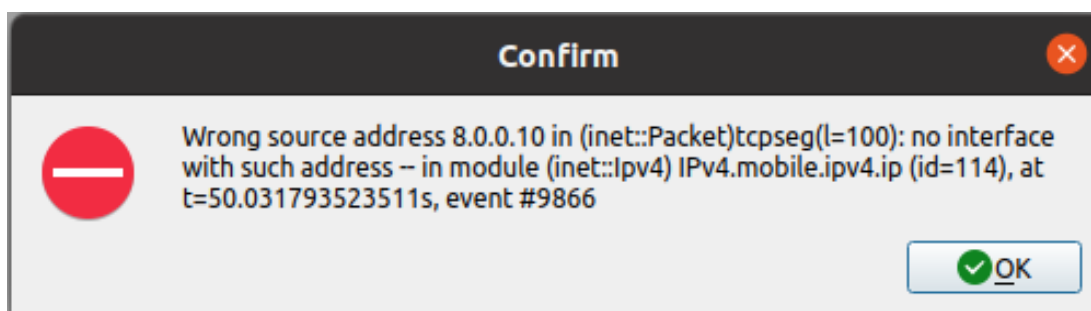 Confirm
Wrong source address 8.0.0.10 in (inet::Packet)tcpseg(l=100): no interface
with such address -- in module (inet::Ipv4) IPv4.mobile.ipv4.ip (id=114), at
t=50.031793523511s, event #9866
OK